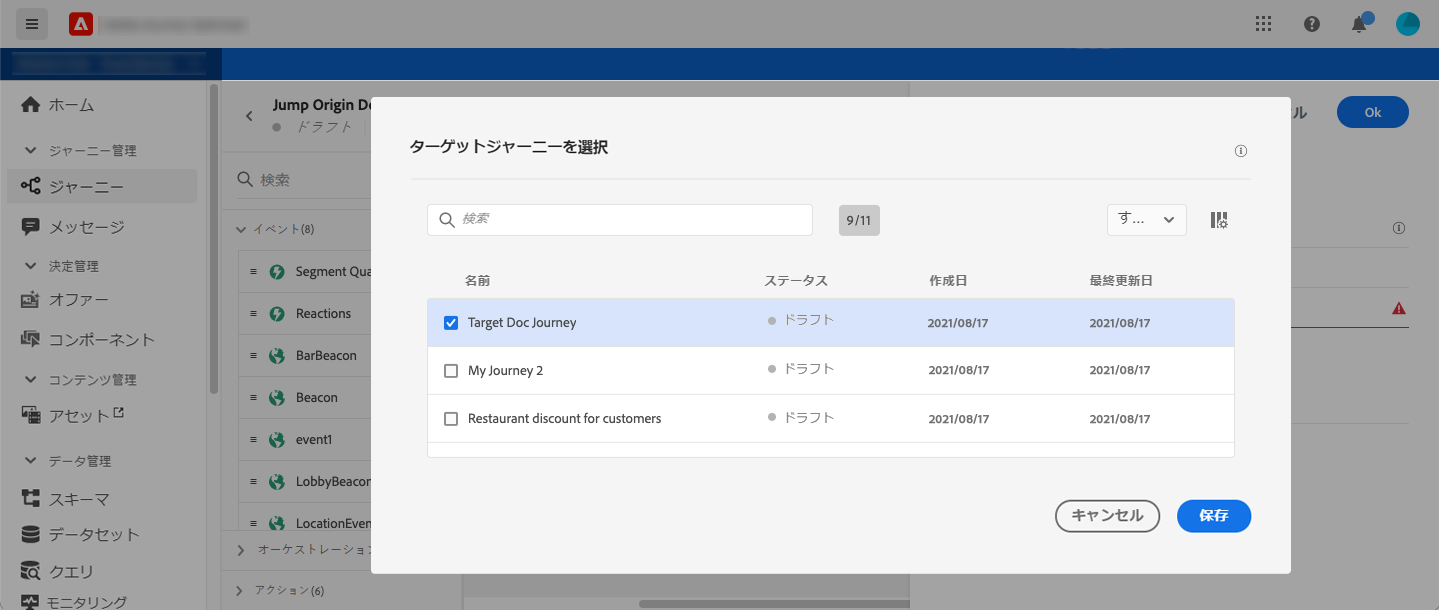 ホーム
ジャーニー管理
ジャーニー
メッセージ
決定管理
オファー
コンポーネント
コンテンツ管理
アセット
データ管理
スキーマ
データセット
クエリ
モニタリング
Jump Origin Do
ドラフト
検索
イベント(8)
Segment Qua
Reactions
BarBeacon
Beacon
event1
LobbyBeacon
LocationEven
オーケストレーション
アクション(6)
ル
Ok
ターゲットジャーニーを選択
検索
9/11
す...
名前 ステータス 作成日 最終更新日
Target Doc Journey ドラフト 2021/08/17 2021/08/17
My Journey 2 ドラフト 2021/08/17 2021/08/17
Restaurant discount for customers ドラフト 2021/08/17 2021/08/17
キャンセル 保存